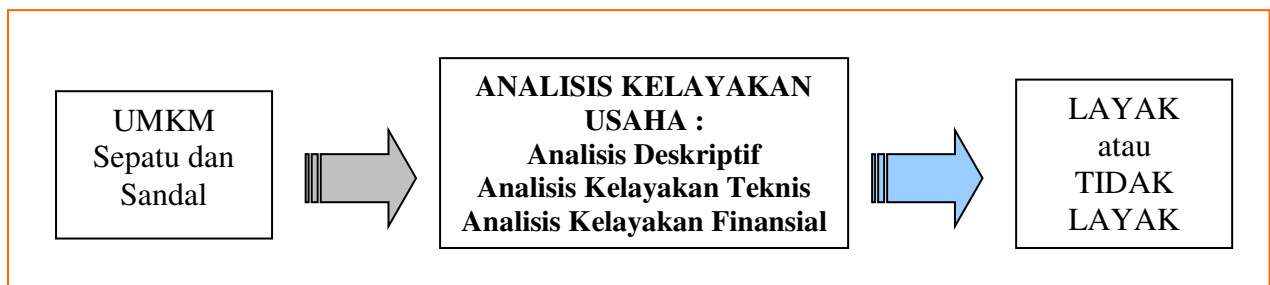 UMKM
Sepatu dan
Sandal
ANALISIS KELAYAKAN
USAHA :
Analisis Deskriptif
Analisis Kelayakan Teknis
Analisis Kelayakan Finansial
LAYAK
atau
TIDAK
LAYAK